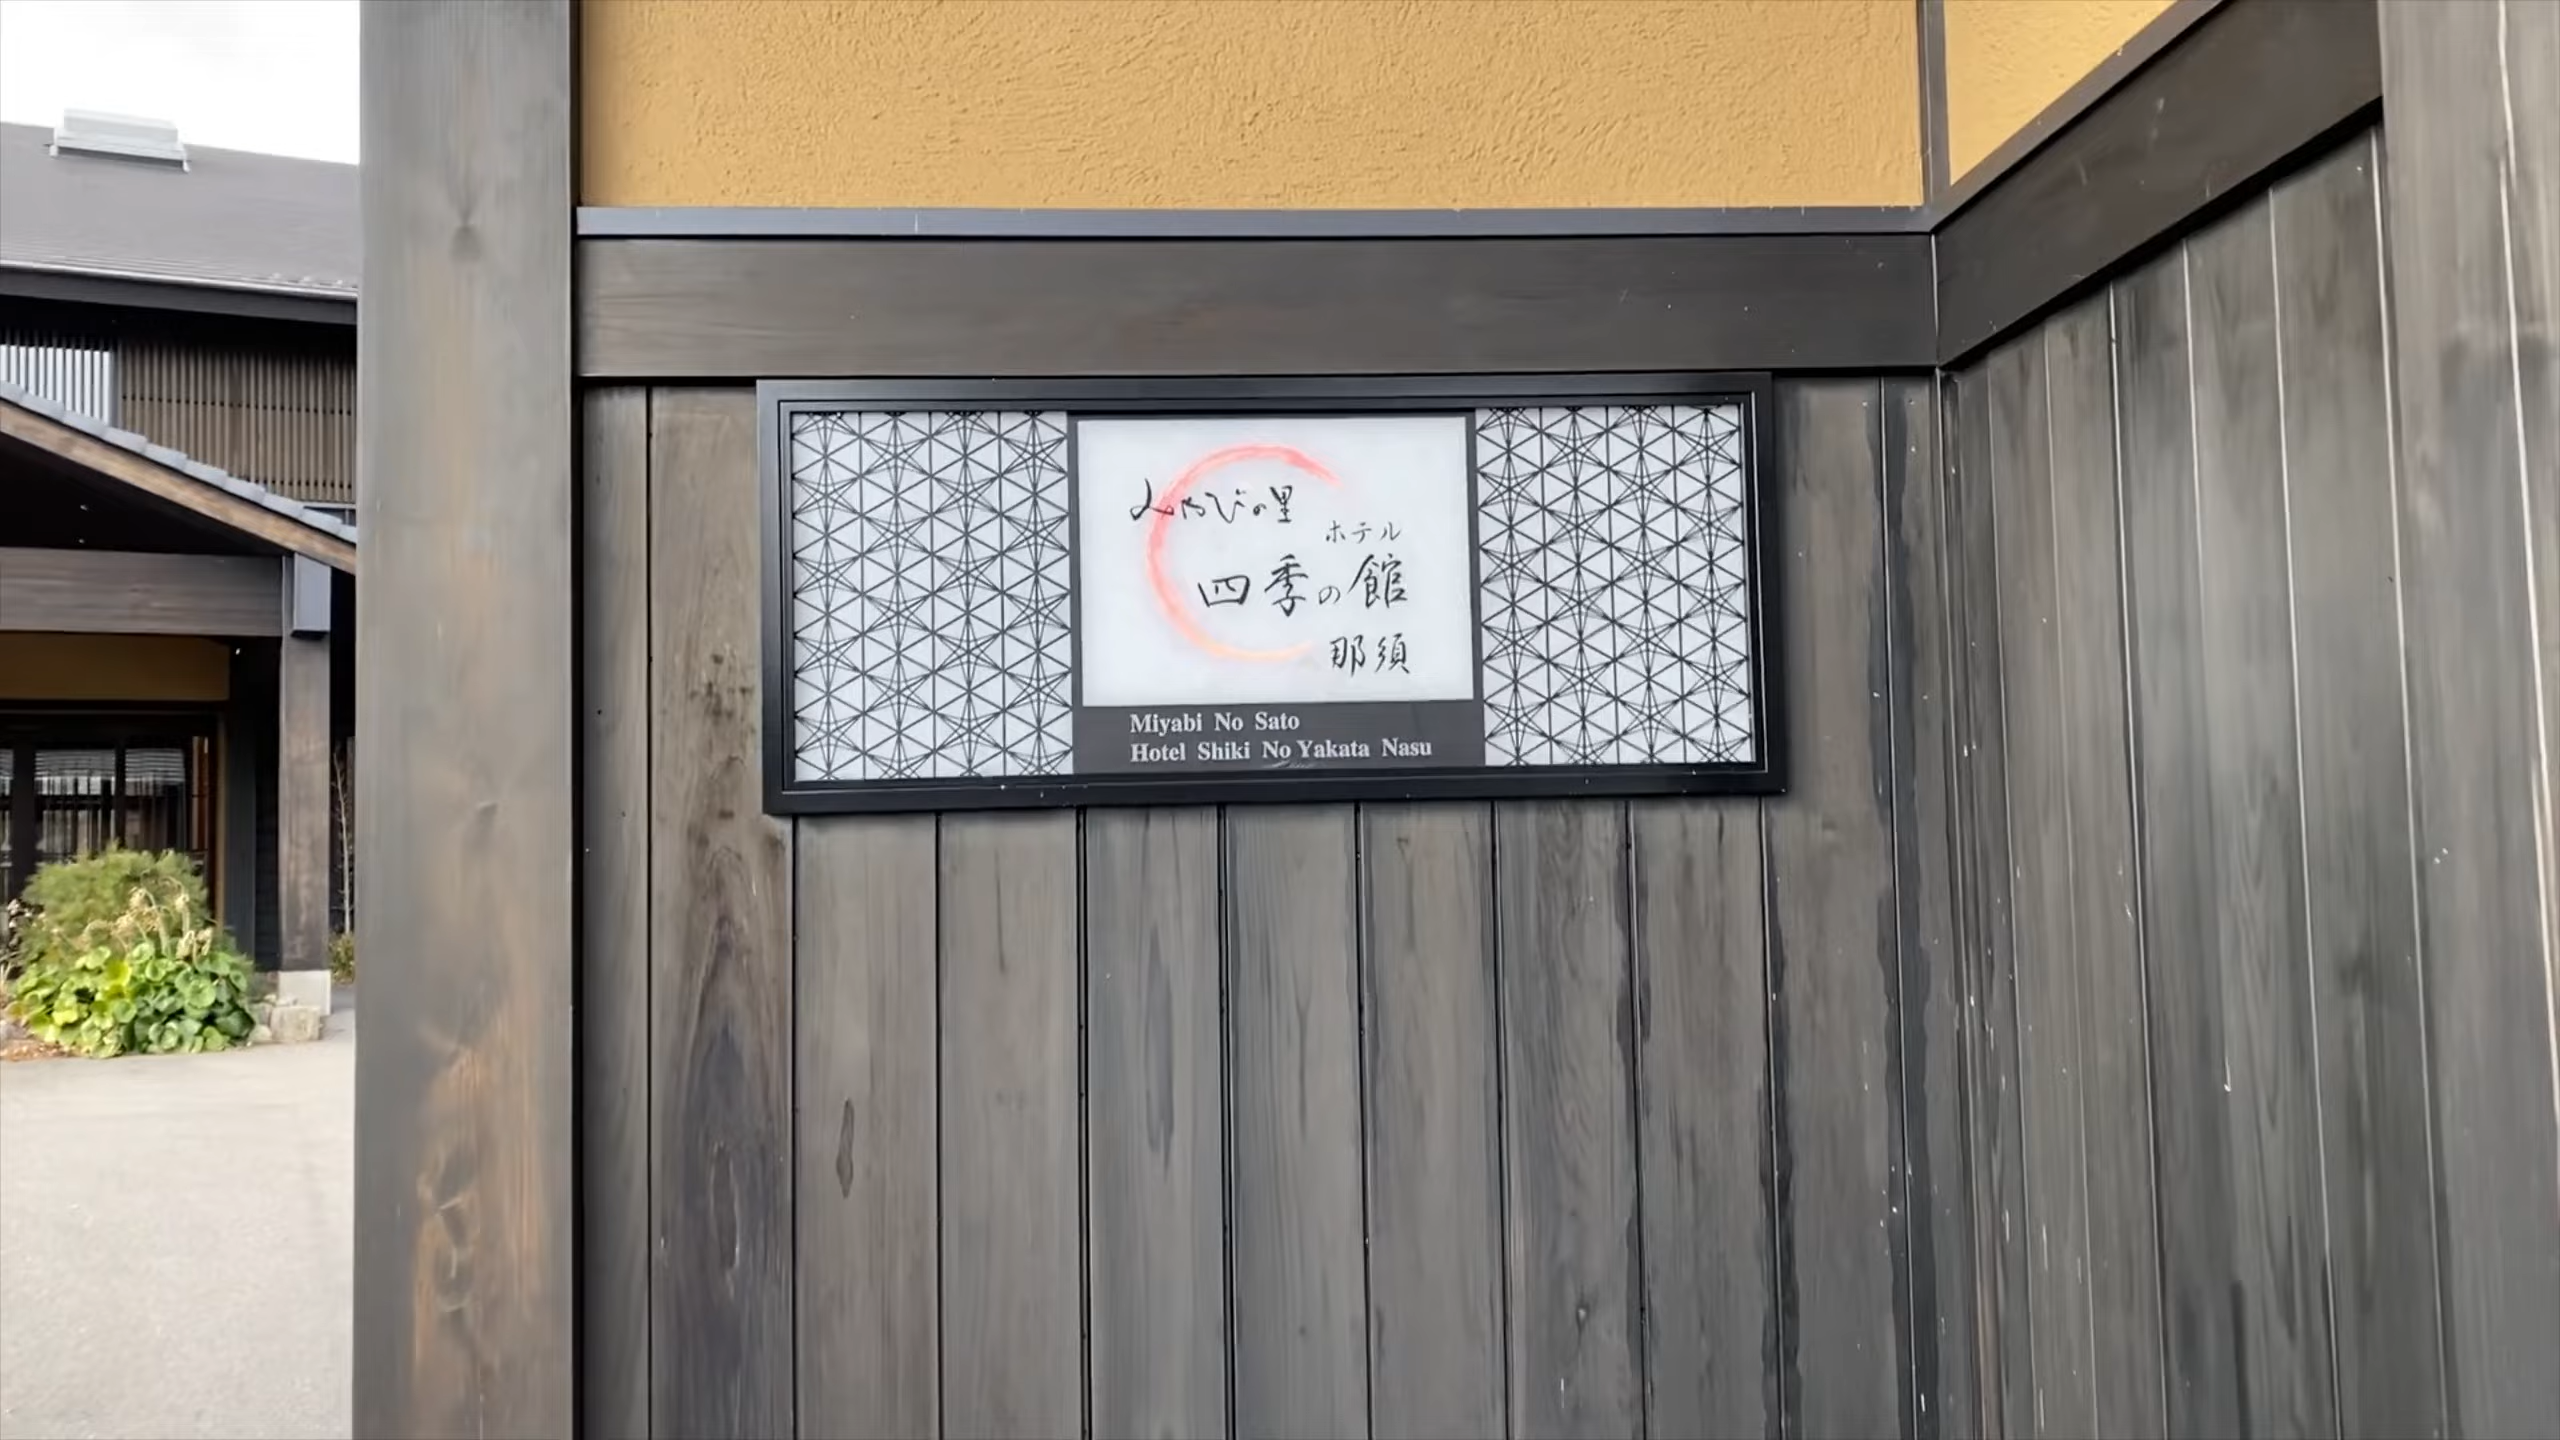 みやびの里
ホテル
四季の館
那須
Miyabi No Sato
Hotel Shiki No Yakata Nasu